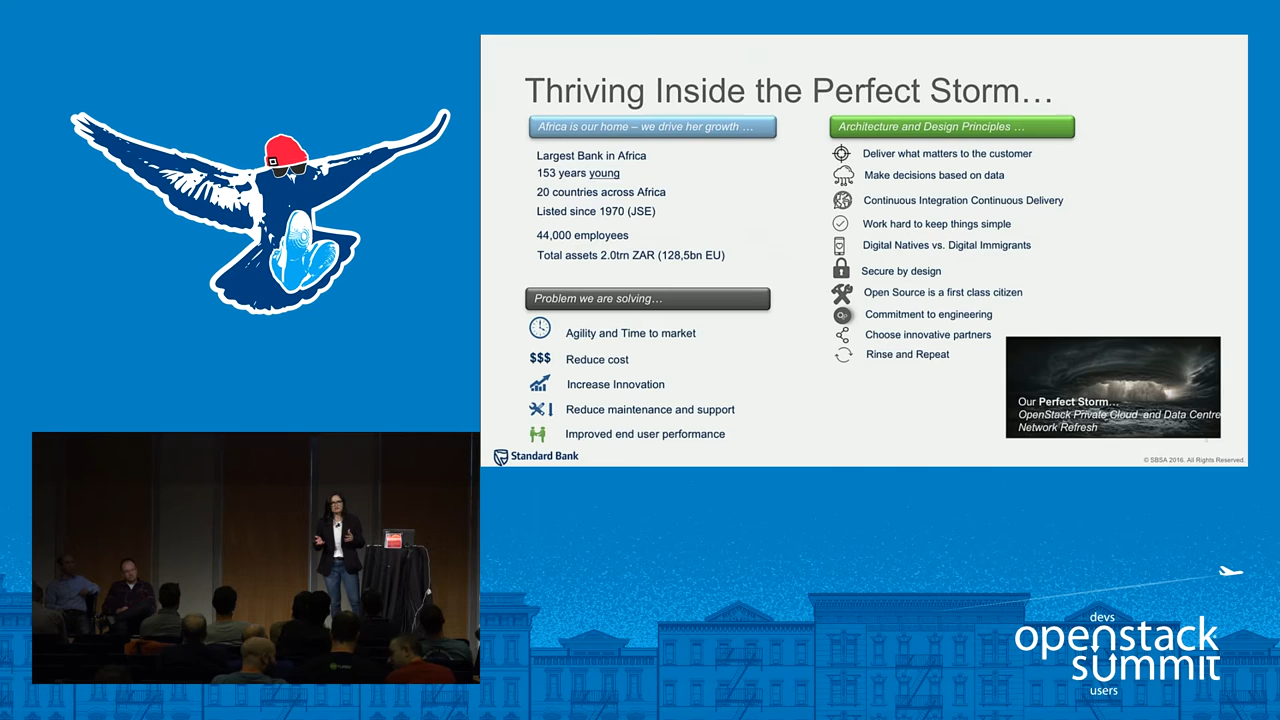 Thriving Inside the Perfect Storm…
Africa is our home – we drive her growth …
Largest Bank in Africa
153 years young
20 countries across Africa
Listed since 1970 (JSE)
44,000 employees
Total assets 2.0trn ZAR (128,5bn EU)
Problem we are solving…
Agility and Time to market
$$$ Reduce cost
Increase Innovation
Reduce maintenance and support
Improved end user performance
Standard Bank
Architecture and Design Principles …
Deliver what matters to the customer
Make decisions based on data
Continuous Integration Continuous Delivery
Work hard to keep things simple
Digital Natives vs. Digital Immigrants
Secure by design
Open Source is a first class citizen
Commitment to engineering
Choose innovative partners
Rinse and Repeat
Our Perfect Storm…
OpenStack Private Cloud and Data Centre
Network Refresh
© SBSA 2016. All Rights Reserved.
devs
openstack
summit
users